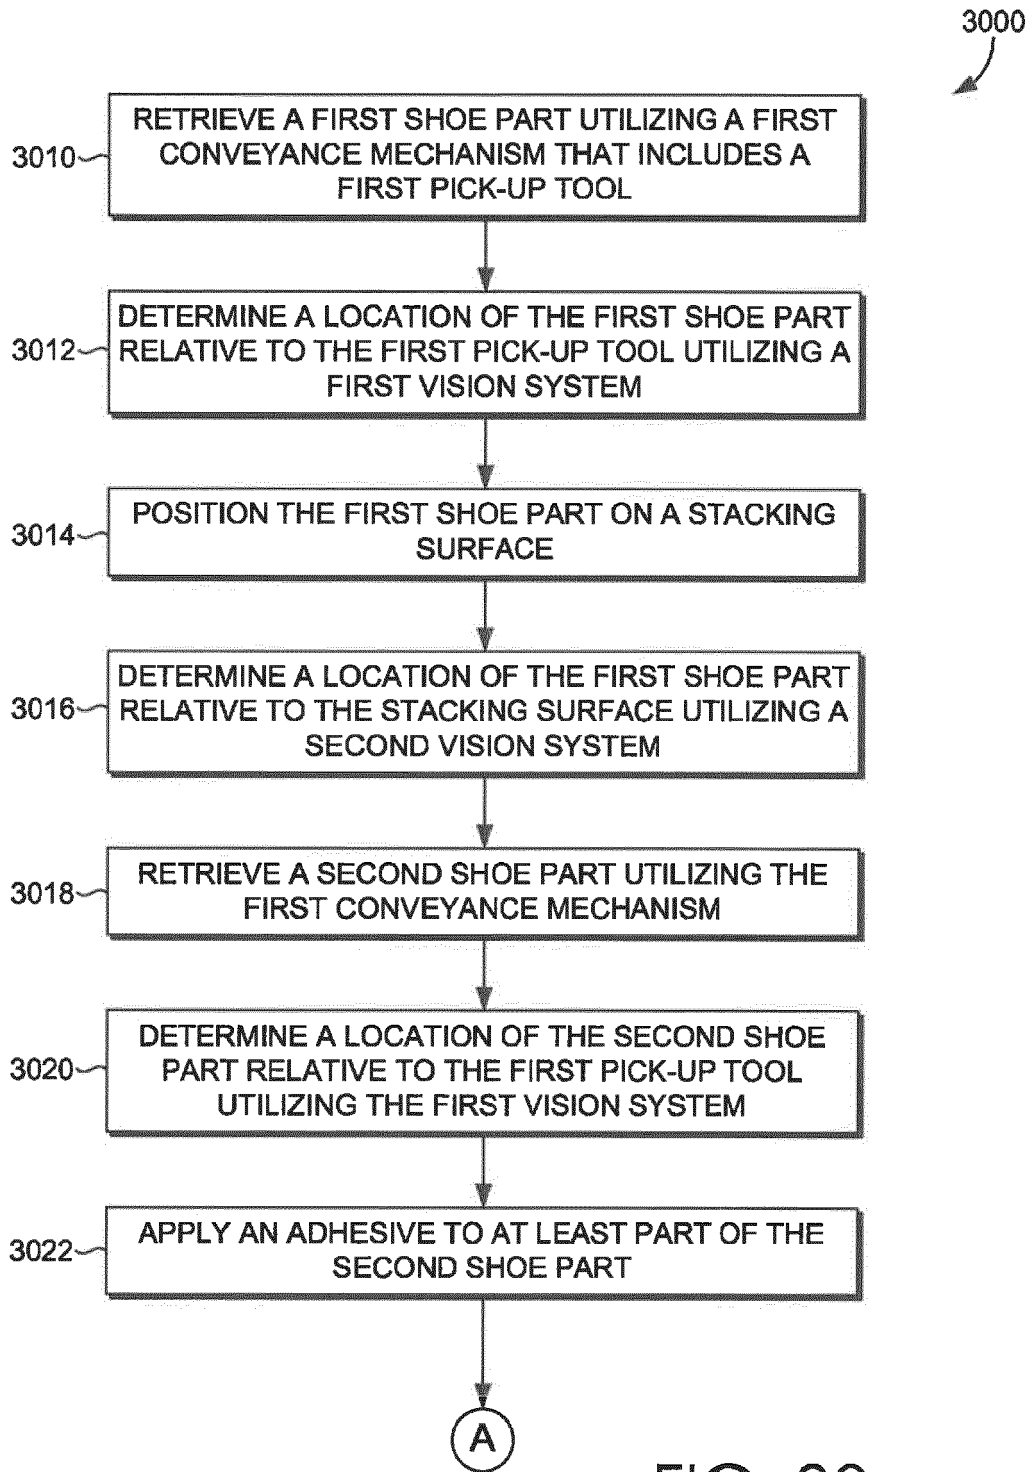 3000
3010
RETRIEVE A FIRST SHOE PART UTILIZING A FIRST
CONVEYANCE MECHANISM THAT INCLUDES A
FIRST PICK-UP TOOL
3012
DETERMINE A LOCATION OF THE FIRST SHOE PART
RELATIVE TO THE FIRST PICK-UP TOOL UTILIZING A
FIRST VISION SYSTEM
3014
POSITION THE FIRST SHOE PART ON A STACKING
SURFACE
3016
DETERMINE A LOCATION OF THE FIRST SHOE PART
RELATIVE TO THE STACKING SURFACE UTILIZING A
SECOND VISION SYSTEM
3018
RETRIEVE A SECOND SHOE PART UTILIZING THE
FIRST CONVEYANCE MECHANISM
3020
DETERMINE A LOCATION OF THE SECOND SHOE
PART RELATIVE TO THE FIRST PICK-UP TOOL
UTILIZING THE FIRST VISION SYSTEM
3022
APPLY AN ADHESIVE TO AT LEAST PART OF THE
SECOND SHOE PART
A
FIG.